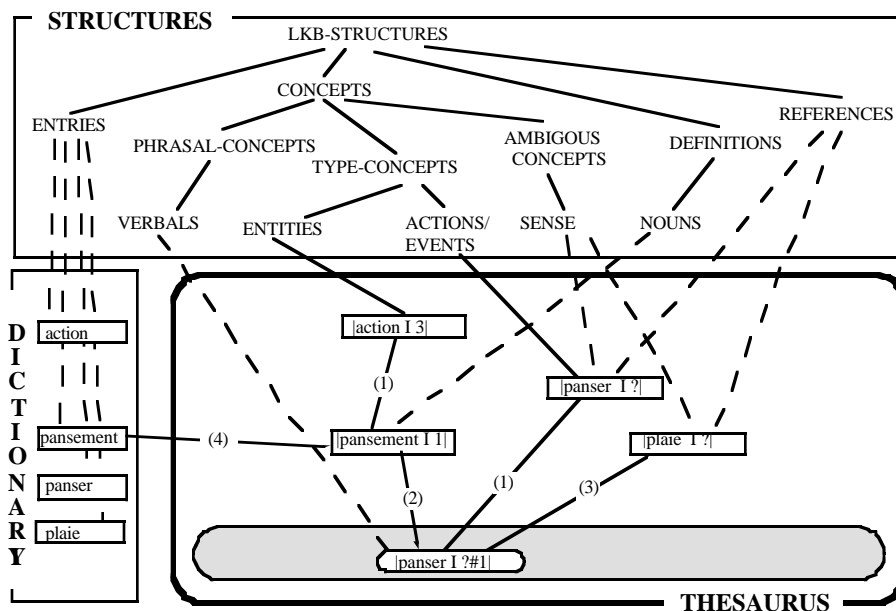 STRUCTURES
LKB-STRUCTURES
CONCEPTS
REFERENCES
ENTRIES
AMBIGOUS
CONCEPTS
PHRASAL-CONCEPTS
DEFINITIONS
TYPE-CONCEPTS
VERBALS
ENTITIES
ACTIONS/
EVENTS
SENSE
NOUNS
DICTIONARY
action
|action I 3|
(1)
|panser I ?|
pansement
(4)
|pansement I 1|
|plaie I ?|
panser
(2)
(1)
(3)
plaie
|panser I ?#1|
THESAURUS